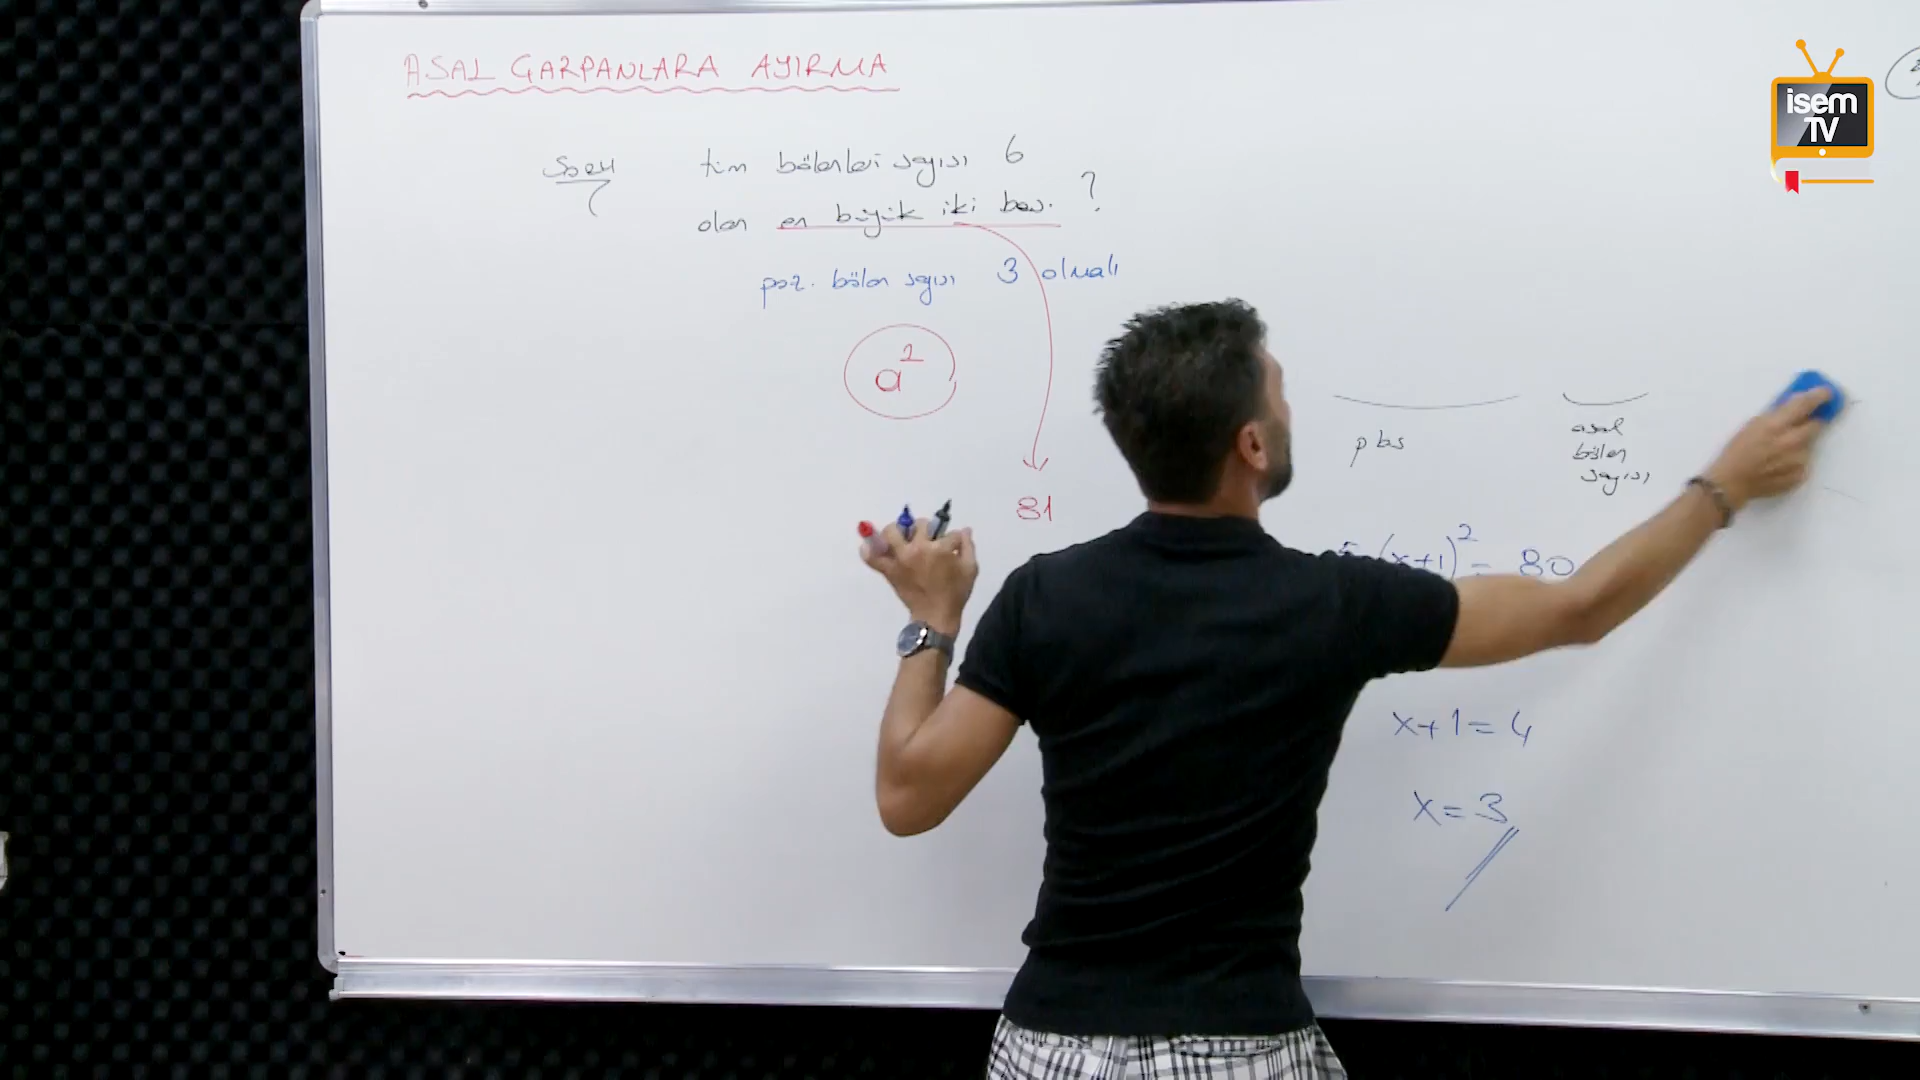 ASAL ÇARPANLARA AYIRMA
Soru tüm bölenleri sayısı 6
olan en büyük iki bas. ?
poz. bölen sayısı 3 olmalı
a²
81
pbs
asal
bölen
sayısı
(x+1)² = 80
x+1=4
x=3
isem
TV